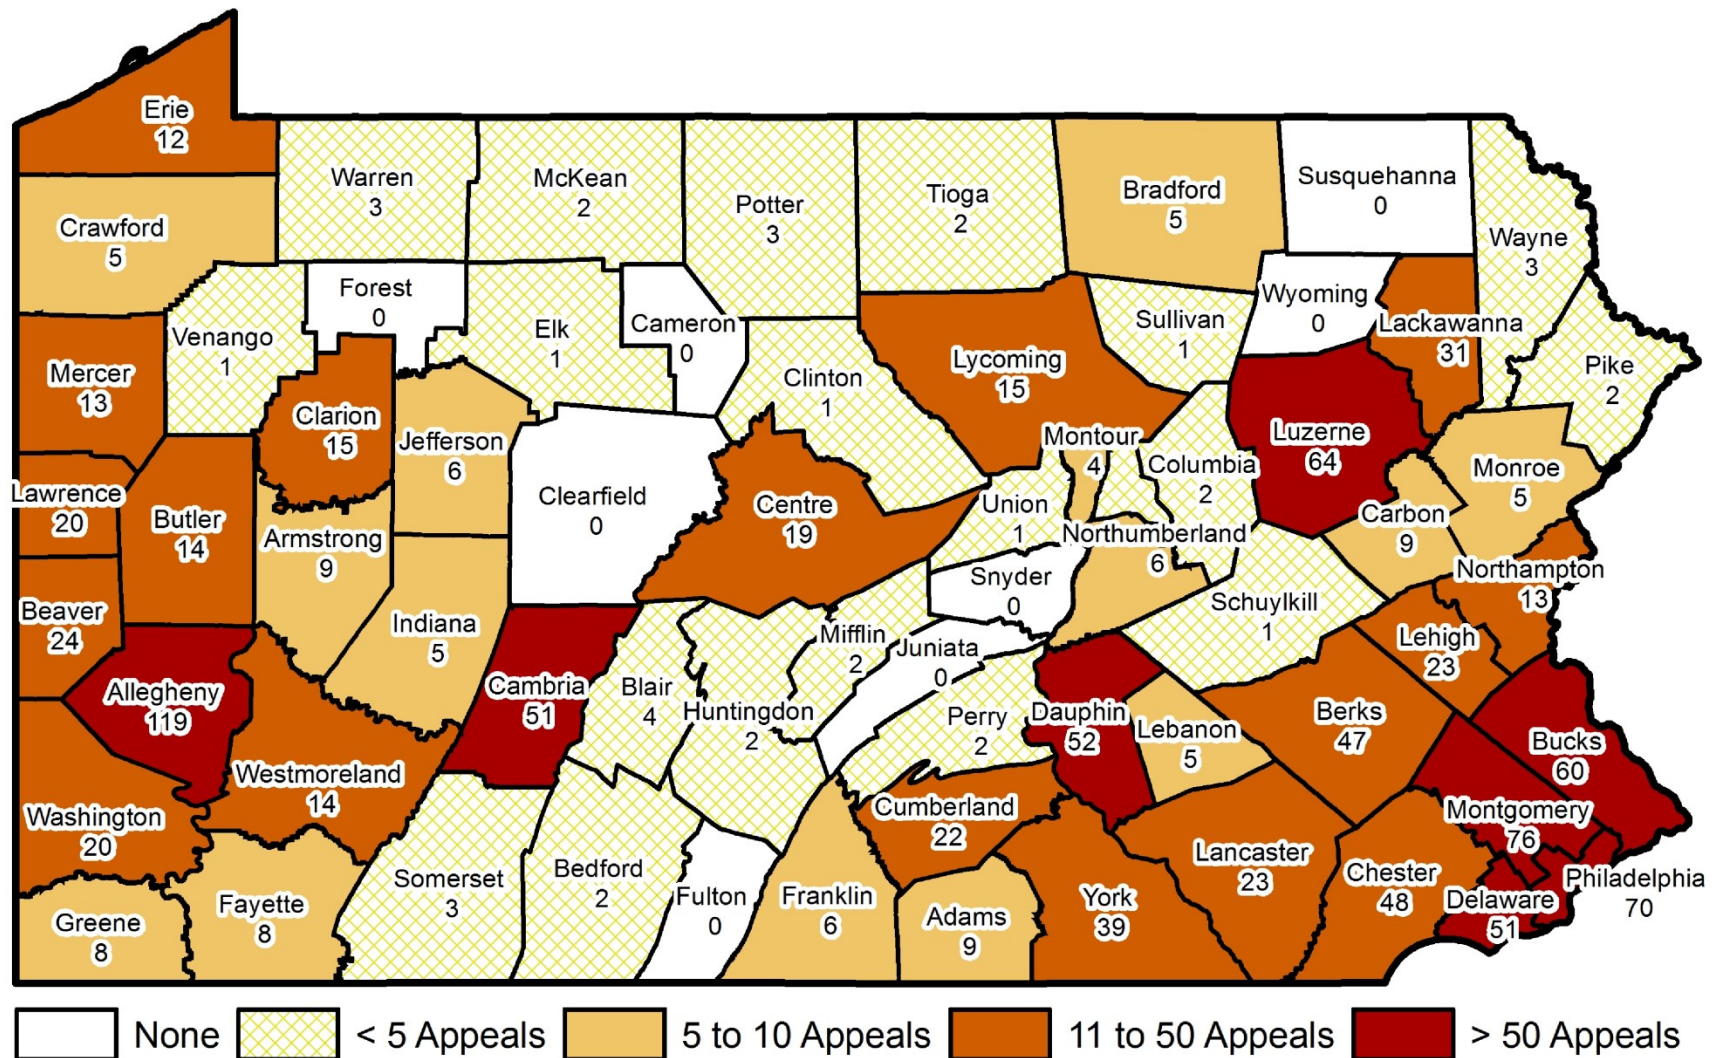 Erie
12
Warren
3
McKean
2
Potter
3
Tioga
2
Bradford
5
Susquehanna
0
Wayne
3
Crawford
5
Forest
0
Venango
1
Elk
1
Cameron
0
Sullivan
1
Wyoming
0
Lackawanna
31
Pike
2
Mercer
13
Clarion
15
Jefferson
6
Clinton
1
Lycoming
15
Montour
4
Columbia
2
Luzerne
64
Monroe
5
Lawrence
20
Butler
14
Armstrong
9
Clearfield
0
Centre
19
Union
1
Northumberland
6
Carbon
9
Northampton
13
Beaver
24
Indiana
5
Snyder
0
Schuylkill
1
Lehigh
23
Mifflin
2
Juniata
0
Allegheny
119
Cambria
51
Blair
4
Huntingdon
2
Perry
2
Dauphin
52
Lebanon
5
Berks
47
Bucks
60
Westmoreland
14
Washington
20
Cumberland
22
Montgomery
76
Lancaster
23
Chester
48
Philadelphia
70
Delaware
51
Greene
8
Fayette
8
Somerset
3
Bedford
2
Fulton
0
Franklin
6
Adams
9
York
39
None
< 5 Appeals
5 to 10 Appeals
11 to 50 Appeals
> 50 Appeals